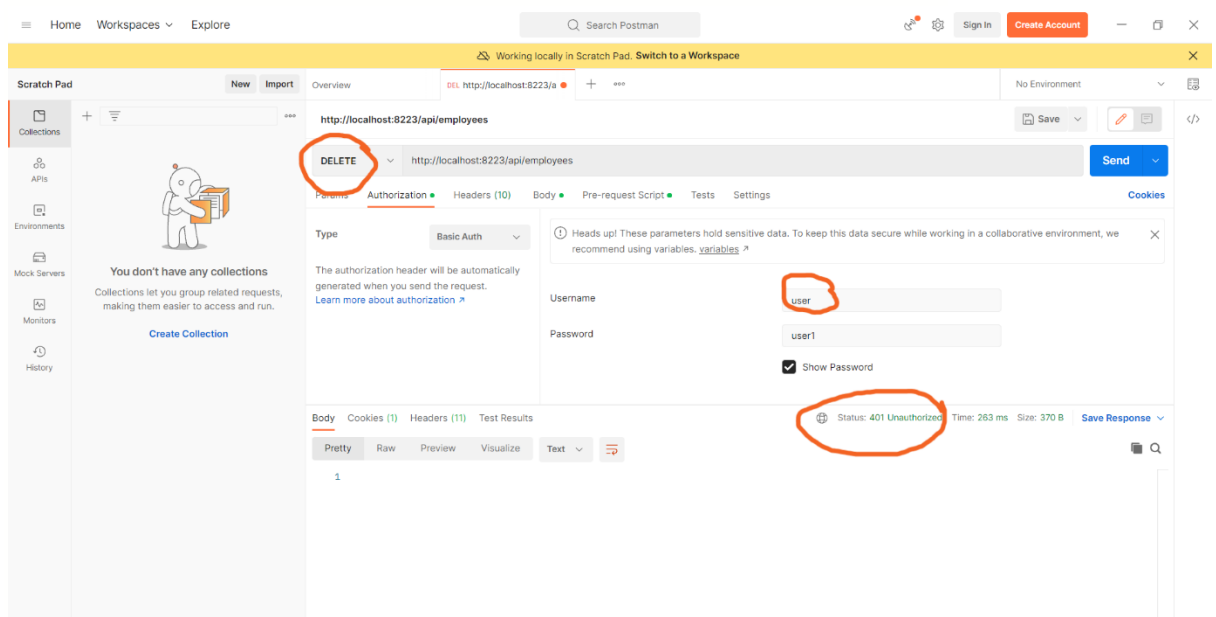 Home Workspaces Explore Search Postman Sign In Create Account
Working locally in Scratch Pad. Switch to a Workspace
Scratch Pad New Import Overview DEL http://localhost:8223/a No Environment
Collections
http://localhost:8223/api/employees Save
DELETE http://localhost:8223/api/employees Send
APIs
Params Authorization Headers (10) Body Pre-request Script Tests Settings Cookies
Environments
Type Basic Auth Heads up! These parameters hold sensitive data. To keep this data secure while working in a collaborative environment, we
recommend using variables. variables
Mock Servers
You don't have any collections
Collections let you group related requests,
making them easier to access and run.
Create Collection
The authorization header will be automatically
generated when you send the request.
Learn more about authorization
Username user
Password user1
Show Password
Monitors
History
Body Cookies (1) Headers (11) Test Results Status: 401 Unauthorized Time: 263 ms Size: 370 B Save Response
Pretty Raw Preview Visualize Text
1